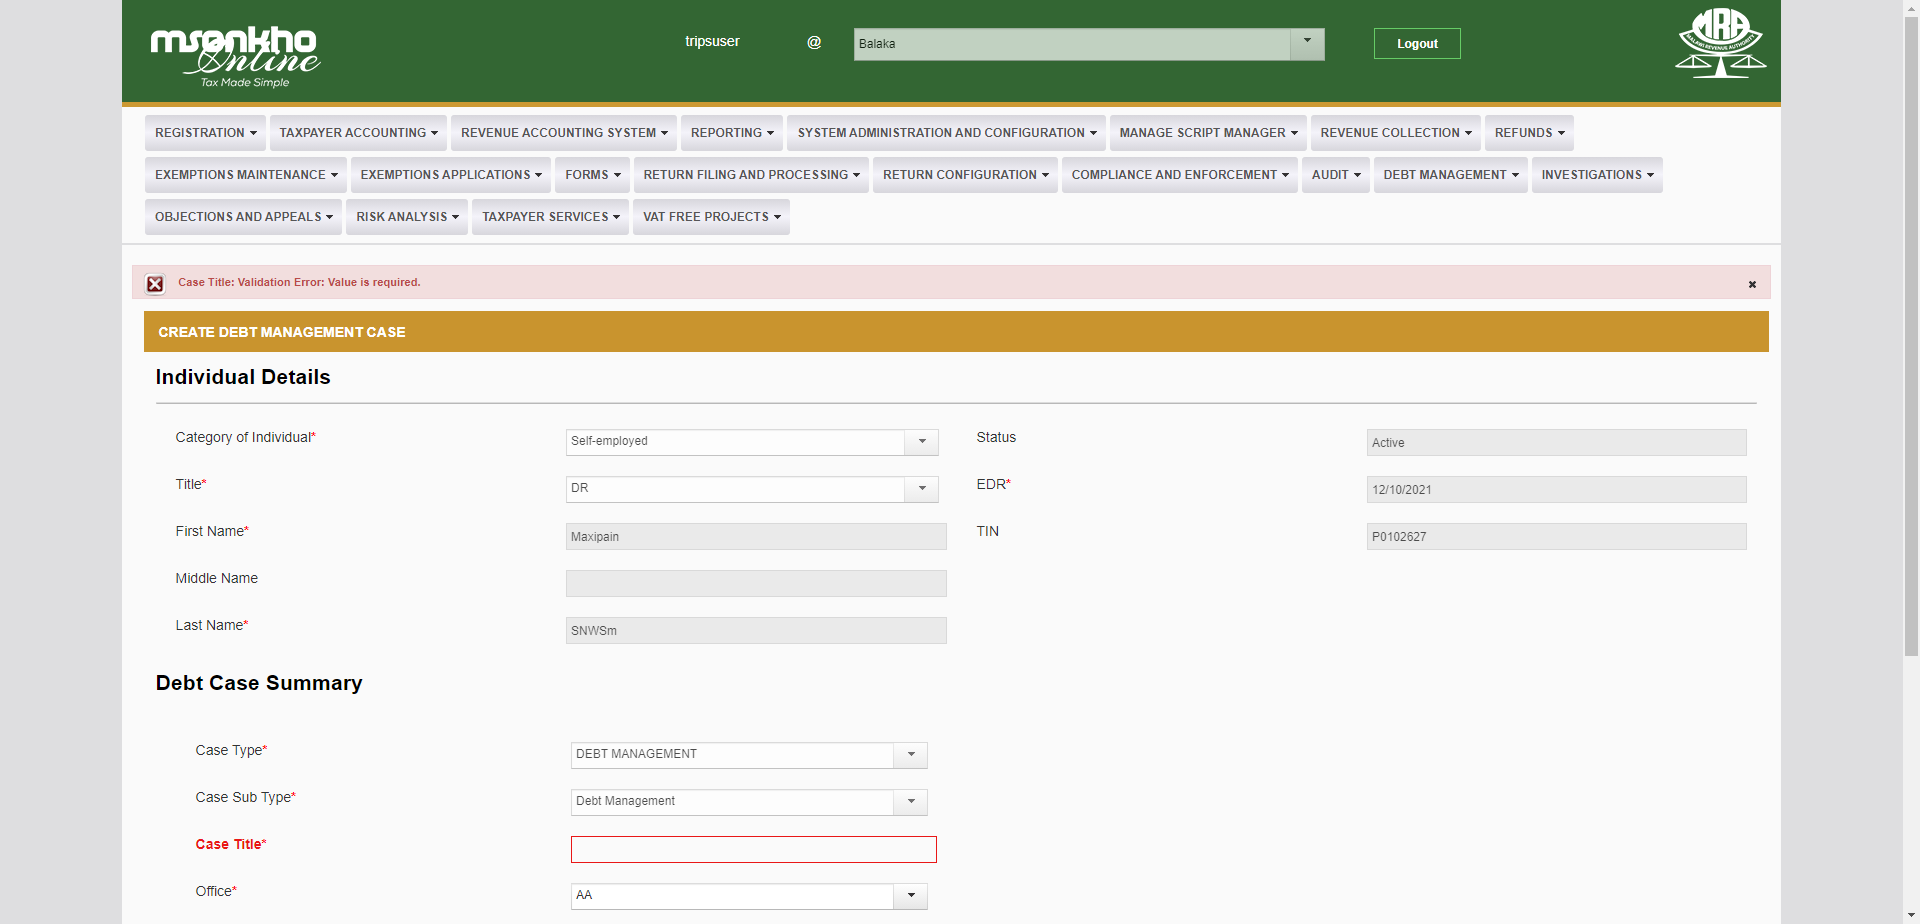 msonkho
Online
Tax Made Simple
tripsuser
@
Balaka
Logout
MRA
MALAWI REVENUE AUTHORITY
REGISTRATION
TAXPAYER ACCOUNTING
REVENUE ACCOUNTING SYSTEM
REPORTING
SYSTEM ADMINISTRATION AND CONFIGURATION
MANAGE SCRIPT MANAGER
REVENUE COLLECTION
REFUNDS
EXEMPTIONS MAINTENANCE
EXEMPTIONS APPLICATIONS
FORMS
RETURN FILING AND PROCESSING
RETURN CONFIGURATION
COMPLIANCE AND ENFORCEMENT
AUDIT
DEBT MANAGEMENT
INVESTIGATIONS
OBJECTIONS AND APPEALS
RISK ANALYSIS
TAXPAYER SERVICES
VAT FREE PROJECTS
Case Title: Validation Error: Value is required.
CREATE DEBT MANAGEMENT CASE
Individual Details
Category of Individual*
Self-employed
Status
Active
Title*
DR
EDR*
12/10/2021
First Name*
Maxipain
TIN
P0102627
Middle Name
Last Name*
SNWSm
Debt Case Summary
Case Type*
DEBT MANAGEMENT
Case Sub Type*
Debt Management
Case Title*
Office*
AA